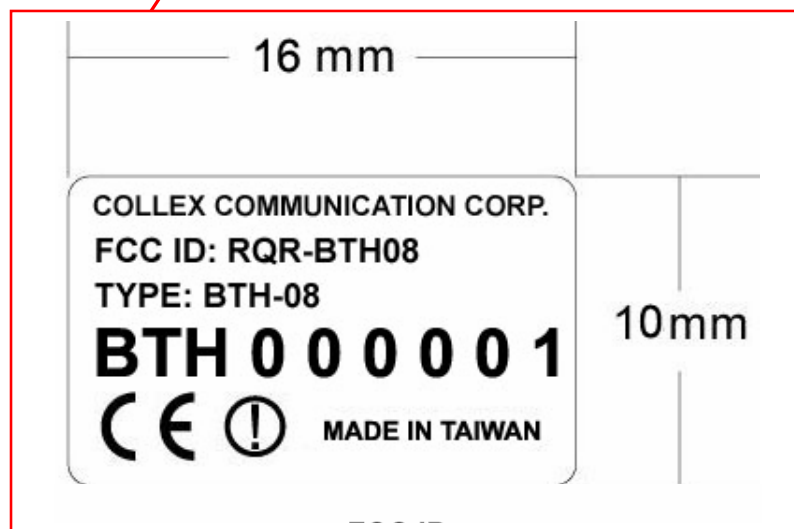 16 mm
COLLEX COMMUNICATION CORP.
FCC ID: RQR-BTH08
TYPE: BTH-08
BTH 0 0 0 0 0 1
10mm
CE ! MADE IN TAIWAN